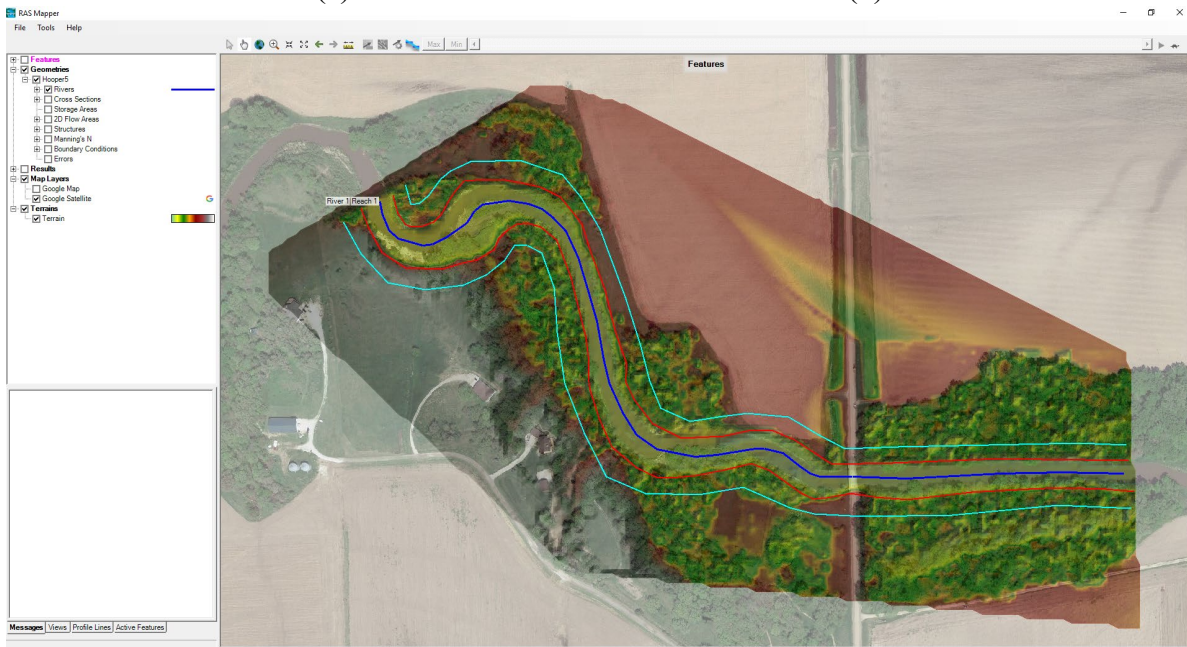 (a) (a)
RAS Mapper
File Tools Help
Max Min
Features
Geometries
Hooper5
Rivers
Cross Sections
Storage Areas
2D Flow Areas
Structures
Manning's N
Boundary Conditions
Errors
Results
Map Layers
Google Map
Google Satellite
G
Terrains
Terrain
Features
River 1|Reach 1
Messages Views Profile Lines Active Features